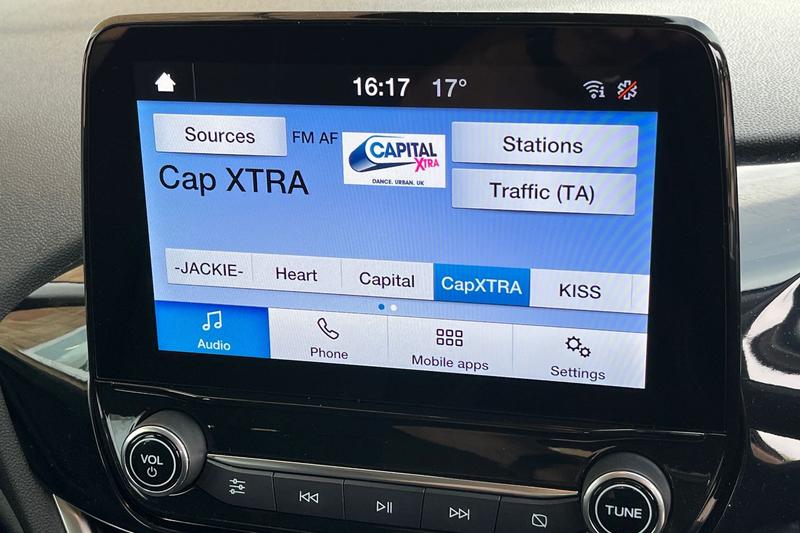 16:17 17°
Sources FM AF
CAPITAL
XTRA
DANCE. URBAN. UK
Stations
Cap XTRA
Traffic (TA)
-JACKIE- Heart Capital CapXTRA KISS
Audio Phone Mobile apps Settings
VOL
TUNE